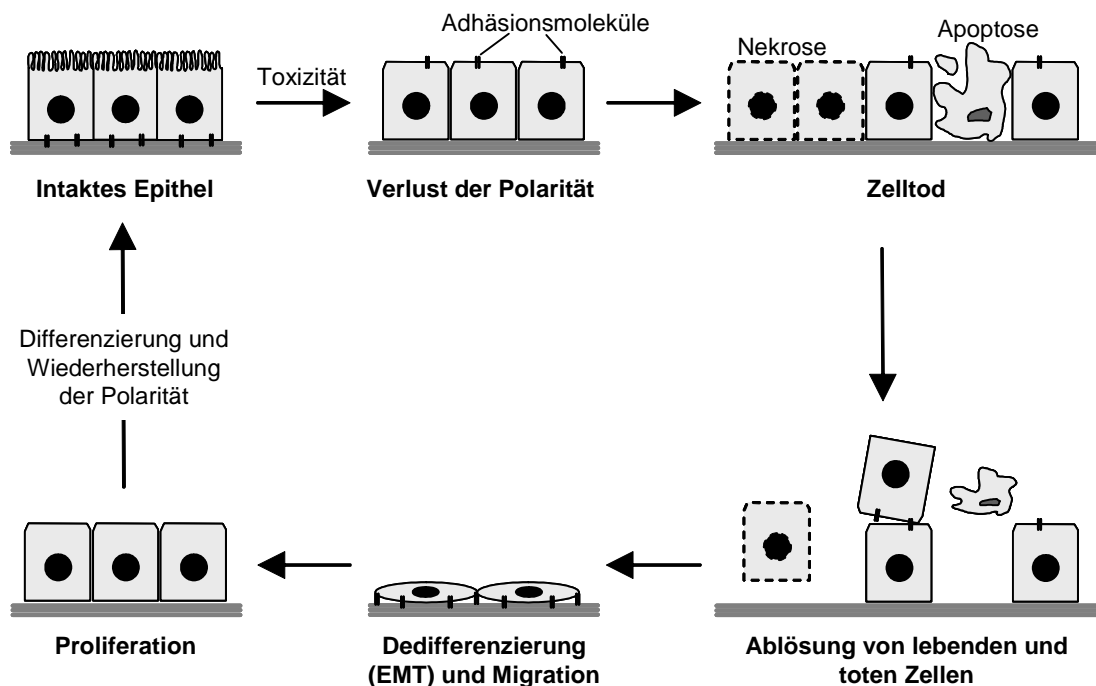 Adhäsionsmoleküle
Nekrose
Apoptose
Toxizität
Intaktes Epithel
Verlust der Polarität
Zelltod
Differenzierung und
Wiederherstellung
der Polarität
Proliferation
Dedifferenzierung
(EMT) und Migration
Ablösung von lebenden und
toten Zellen